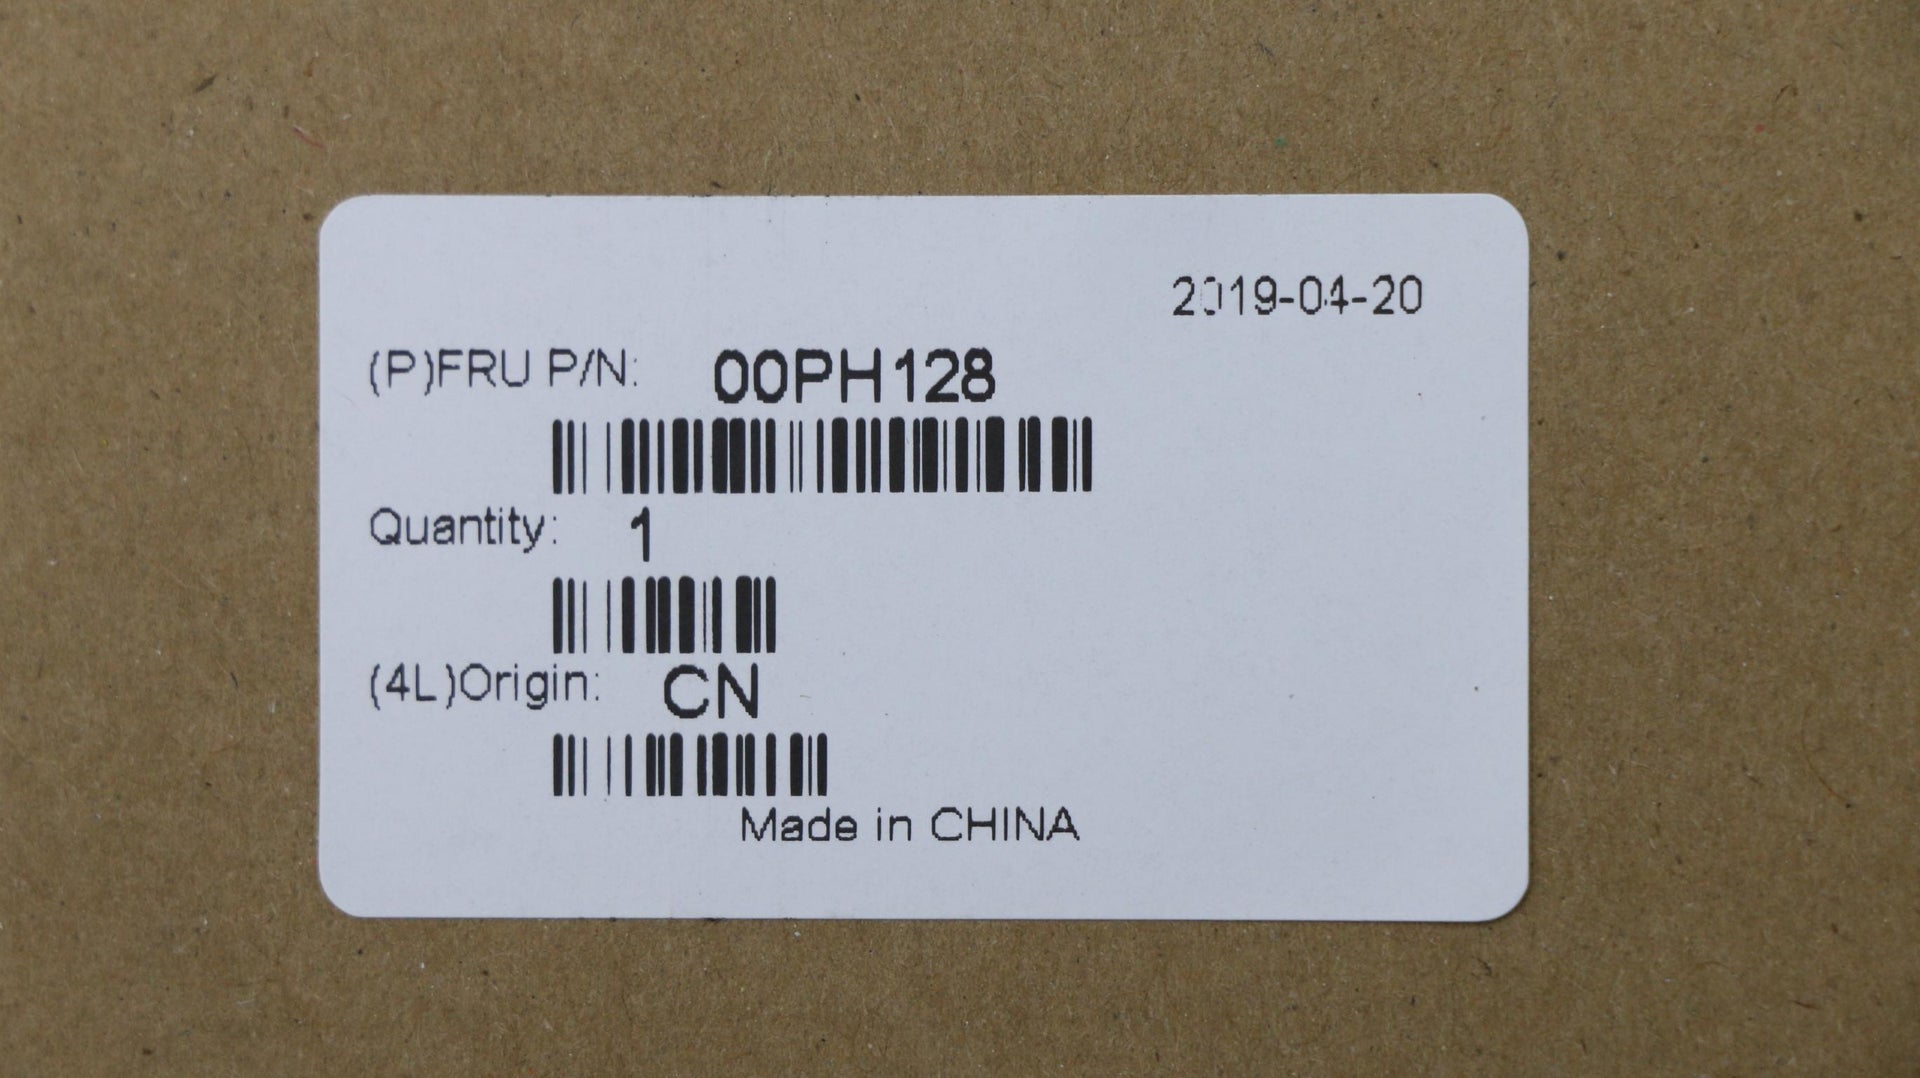 2019-04-20
(P)FRU P/N: 00PH128
Quantity: 1
(4L)Origin: CN
Made in CHINA